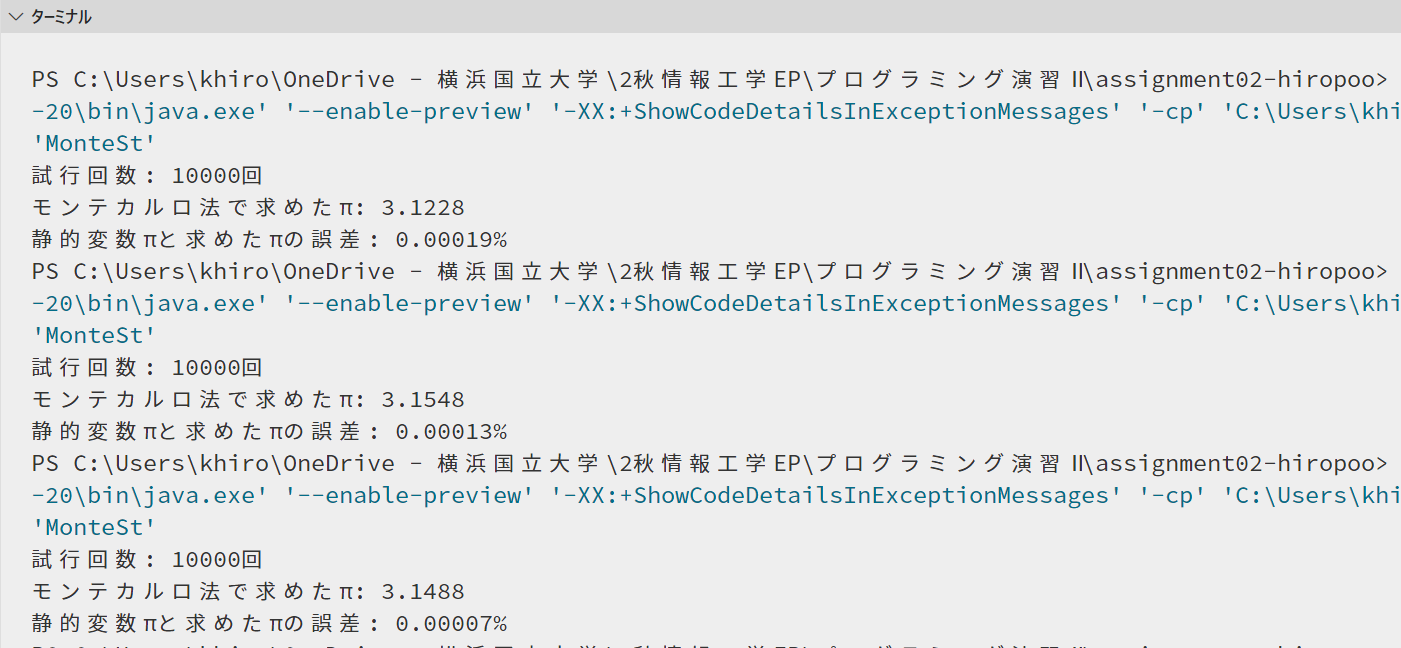 ターミナル
PS C:\Users\khiro\OneDrive - 横浜国立大学\2秋情報工学EP\プログラミング演習Ⅱ\assignment02-hiropoo>
-20\bin\java.exe' '--enable-preview' '-XX:+ShowCodeDetailsInExceptionMessages' '-cp' 'C:\Users\khi
'MonteSt'
試行回数: 10000回
モンテカルロ法で求めたπ: 3.1228
静的変数πと求めたπの誤差: 0.00019%
PS C:\Users\khiro\OneDrive - 横浜国立大学\2秋情報工学EP\プログラミング演習Ⅱ\assignment02-hiropoo>
-20\bin\java.exe' '--enable-preview' '-XX:+ShowCodeDetailsInExceptionMessages' '-cp' 'C:\Users\khi
'MonteSt'
試行回数: 10000回
モンテカルロ法で求めたπ: 3.1548
静的変数πと求めたπの誤差: 0.00013%
PS C:\Users\khiro\OneDrive - 横浜国立大学\2秋情報工学EP\プログラミング演習Ⅱ\assignment02-hiropoo>
-20\bin\java.exe' '--enable-preview' '-XX:+ShowCodeDetailsInExceptionMessages' '-cp' 'C:\Users\khi
'MonteSt'
試行回数: 10000回
モンテカルロ法で求めたπ: 3.1488
静的変数πと求めたπの誤差: 0.00007%